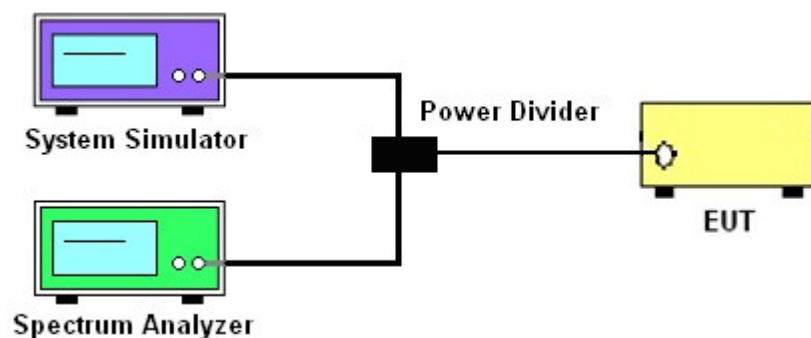 System Simulator
Power Divider
EUT
Spectrum Analyzer